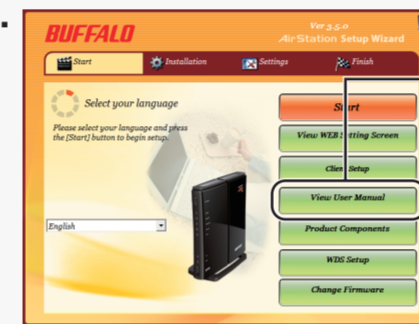 BUFFALO
Ver 3.5.0
AirStation Setup Wizard
Start
Installation
Settings
Finish
Select your language
Please select your language and press
the [Start] button to begin setup.
English
Start
View WEB Setting Screen
Client Setup
View User Manual
Product Components
WDS Setup
Change Firmware